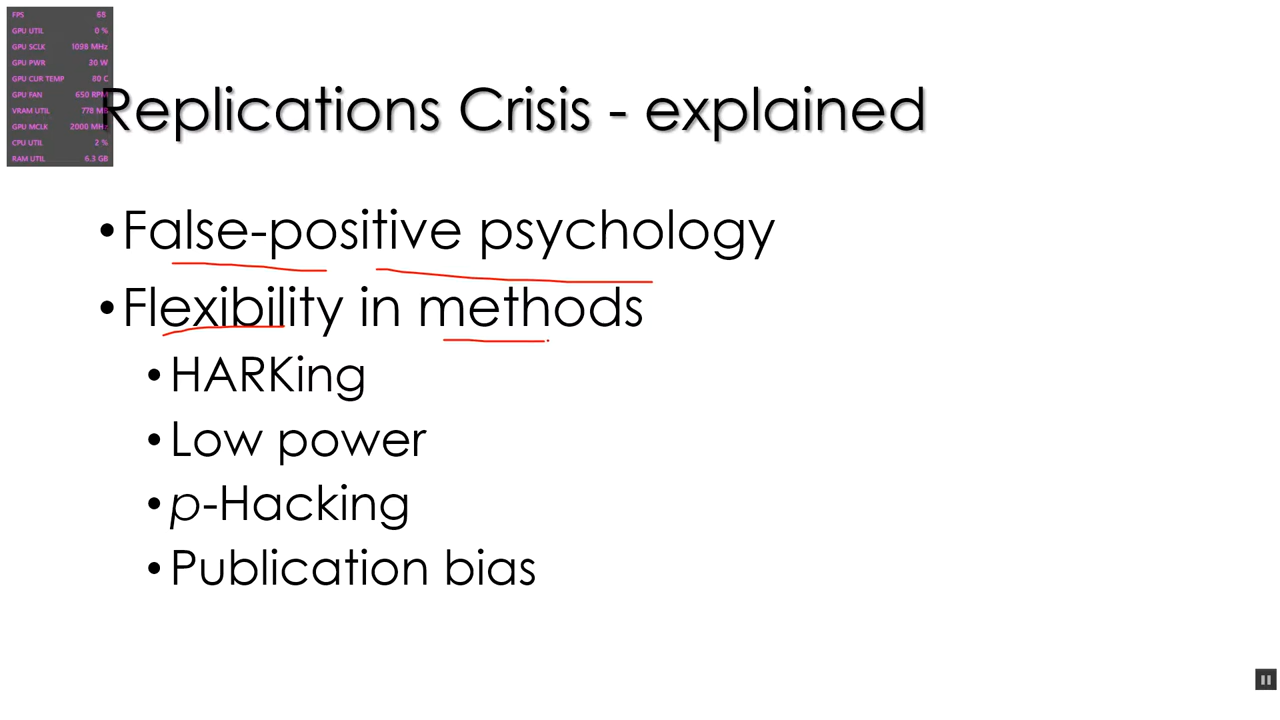 FPS 68
GPU UTIL 0 %
GPU SCLK 1038 MHz
GPU PWR 30 W
GPU CUR TEMP 80 C
GPU FAN 650 RPM
VRAM UTIL 778 MB
GPU MCLK 2000 MHz
CPU UTIL 2 %
RAM UTIL 6.3 GB
Replications Crisis - explained
•False-positive psychology
•Flexibility in methods
•HARKing
•Low power
•p-Hacking
•Publication bias